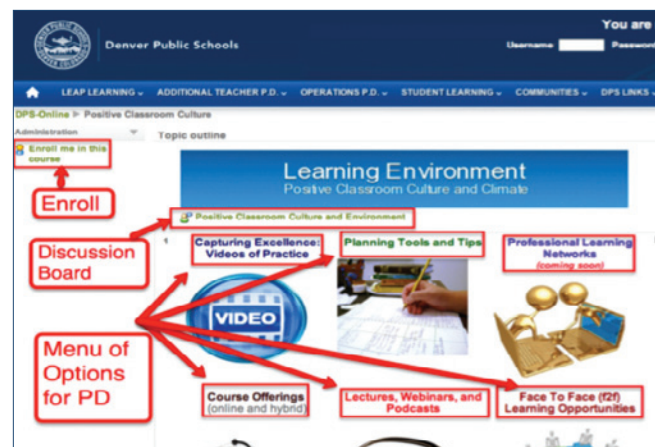 You are
Denver Public Schools
Username
Password
LEAP LEARNING
ADDITIONAL TEACHER P.D.
OPERATIONS P.D.
STUDENT LEARNING
COMMUNITIES
DPS LINKS
DPS-Online ► Positive Classroom Culture
Administration
Topic outline
Enroll me in this
course
Learning Environment
Positive Classroom Culture and Climate
Enroll
Positive Classroom Culture and Environment
Discussion
Board
Capturing Excellence:
Videos of Practice
Planning Tools and Tips
Professional Learning
Networks
(coming soon)
VIDEO
Menu of
Options
for PD
Course Offerings
(online and hybrid)
Lectures, Webinars, and
Podcasts
Face To Face (f2f)
Learning Opportunities